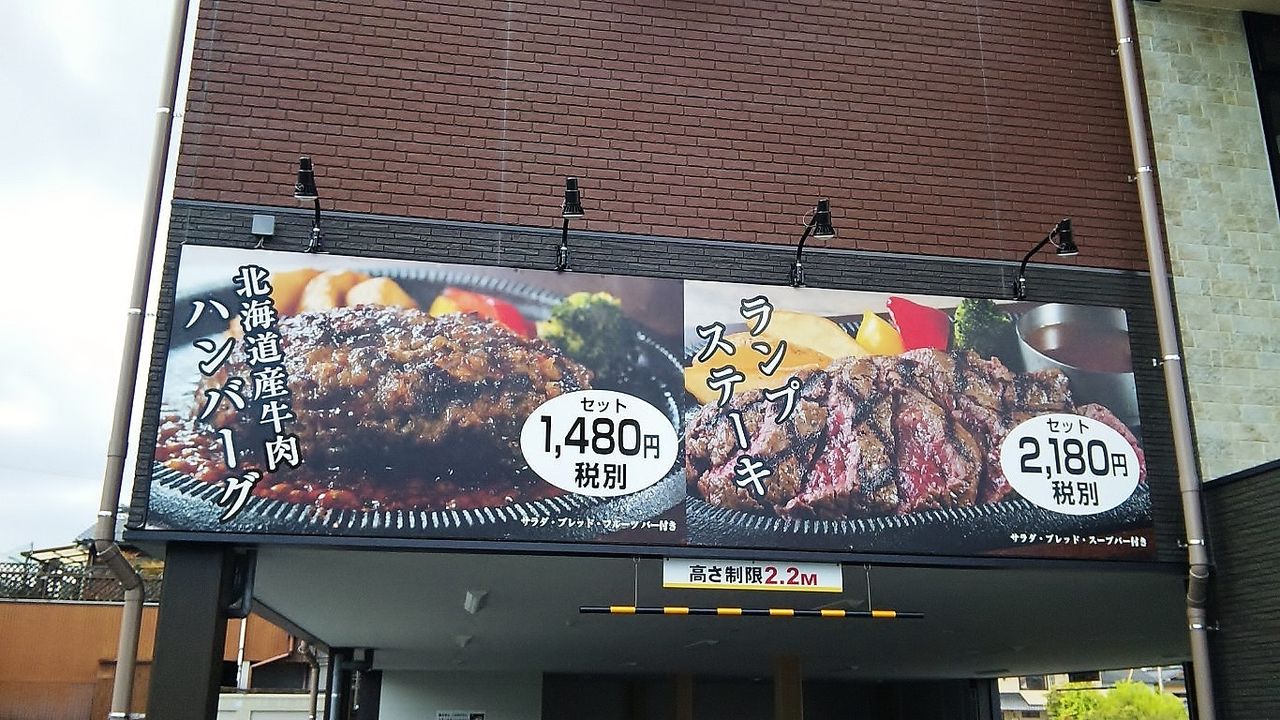 北海道産牛肉
ハンバーグ
セット
1,480円
税別
サラダ・ブレッド・フルーツバー付き
ランプ
ステーキ
セット
2,180円
税別
サラダ・ブレッド・スープバー付き
高さ制限2.2M